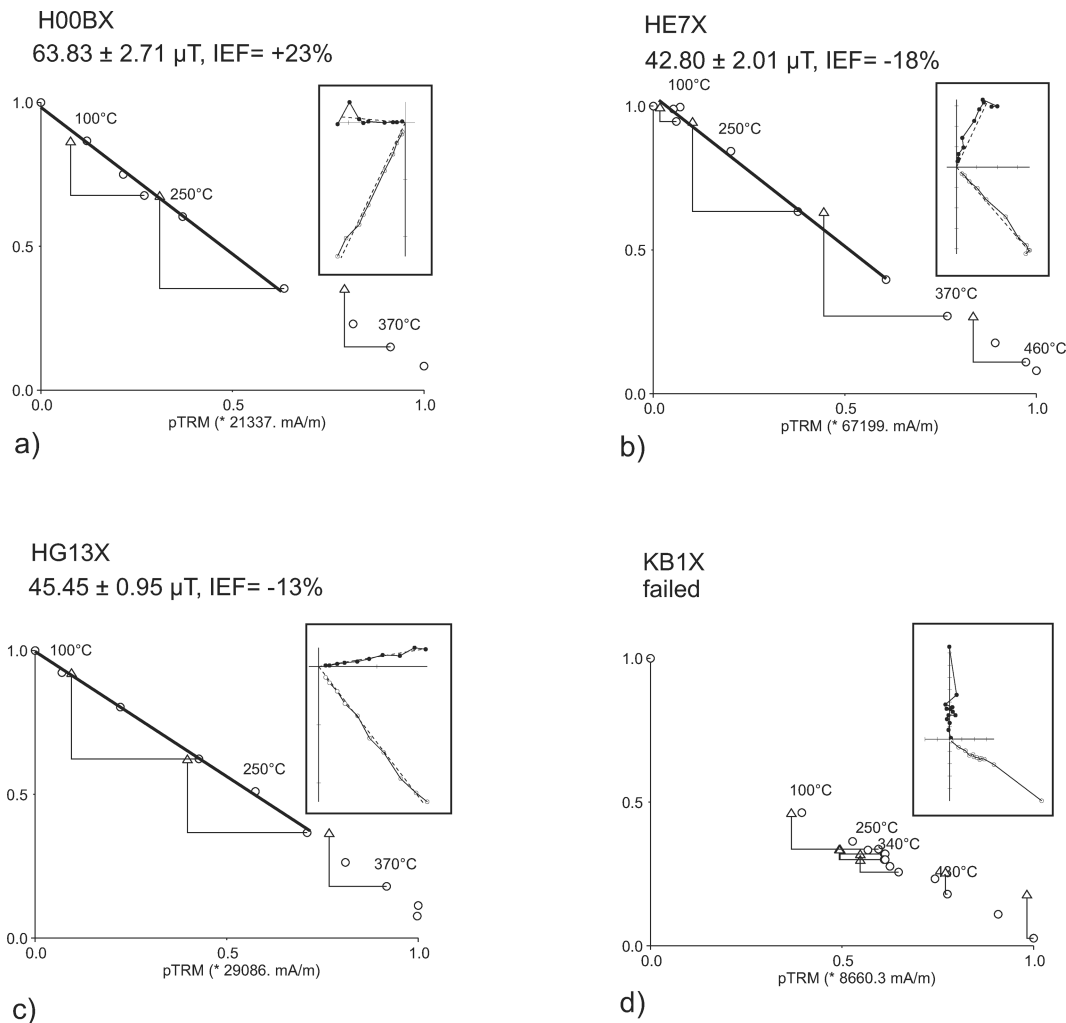 H00BX
63.83 ± 2.71 µT, IEF= +23%
1.0
100°C
250°C
0.5
370°C
0.0
0.0
0.5
1.0
pTRM (* 21337. mA/m)
a)
HE7X
42.80 ± 2.01 µT, IEF= -18%
100°C
1.0
250°C
0.5
370°C
460°C
0.0
0.0
0.5
1.0
pTRM (* 67199. mA/m)
b)
HG13X
45.45 ± 0.95 µT, IEF= -13%
1.0
100°C
250°C
0.5
370°C
0.0
0.0
0.5
1.0
pTRM (* 29086. mA/m)
c)
KB1X
failed
1.0
100°C
0.5
250°C
340°C
430°C
0.0
0.0
0.5
1.0
pTRM (* 8660.3 mA/m)
d)